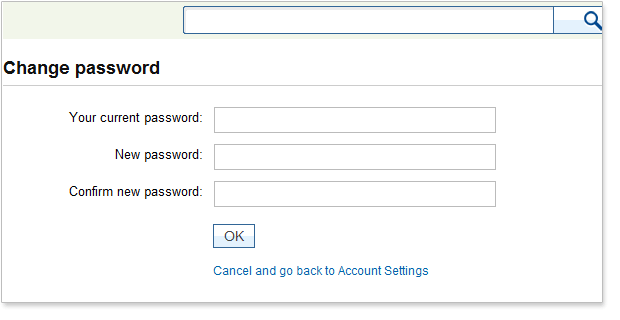 Change password
Your current password:
New password:
Confirm new password:
OK
Cancel and go back to Account Settings